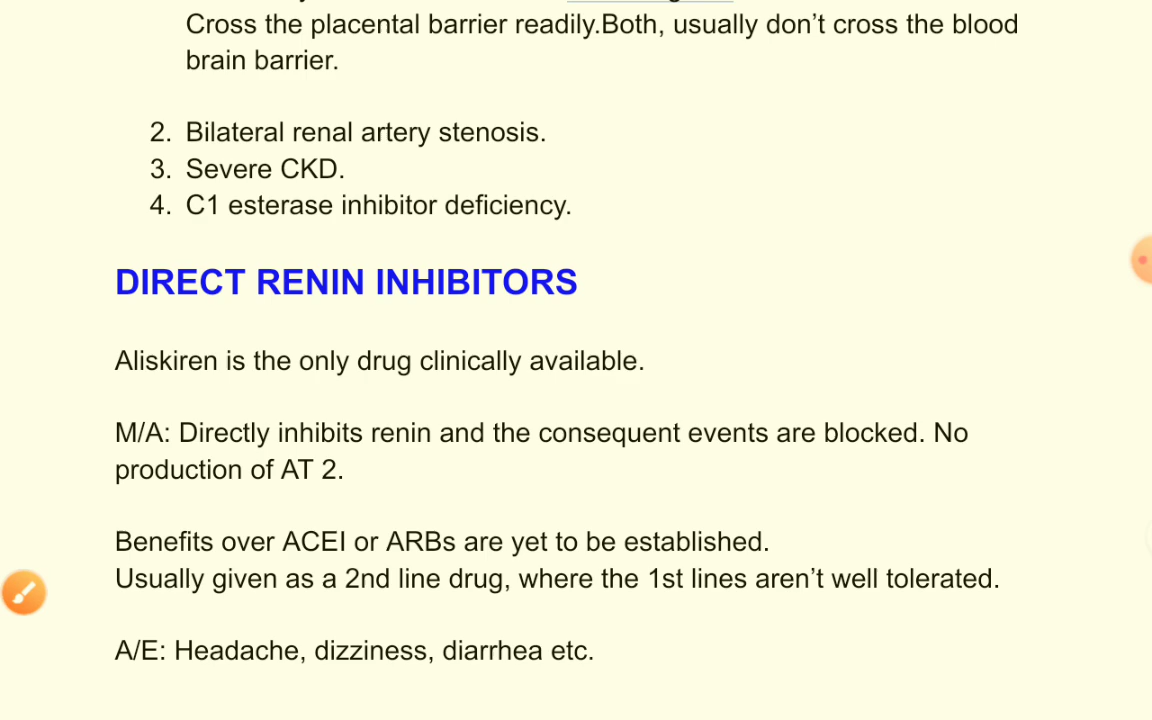 Cross the placental barrier readily.Both, usually don’t cross the blood
brain barrier.
2. Bilateral renal artery stenosis.
3. Severe CKD.
4. C1 esterase inhibitor deficiency.
DIRECT RENIN INHIBITORS
Aliskiren is the only drug clinically available.
M/A: Directly inhibits renin and the consequent events are blocked. No
production of AT 2.
Benefits over ACEI or ARBs are yet to be established.
Usually given as a 2nd line drug, where the 1st lines aren’t well tolerated.
A/E: Headache, dizziness, diarrhea etc.